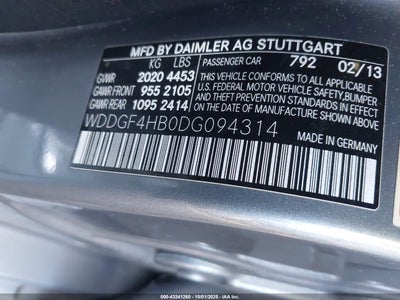 MFD BY DAIMLER AG STUTTGART
KG LBS PASSENGER CAR 792 02/13
GVWR 2020 4453
GAWR FRONT 955 2105
GAWR REAR 1095 2414
THIS VEHICLE CONFORMS TO ALL APPLICABLE
U.S. FEDERAL MOTOR VEHICLE SAFETY, BUMPER
AND THEFT PREVENTION STANDARDS IN EFFECT
ON THE DATE OF MANUFACTURE SHOWN ABOVE.
WDDGF4HB0DG094314
MADE IN GERMANY
000-43341260 - 10/01/2025 - IAA Inc.